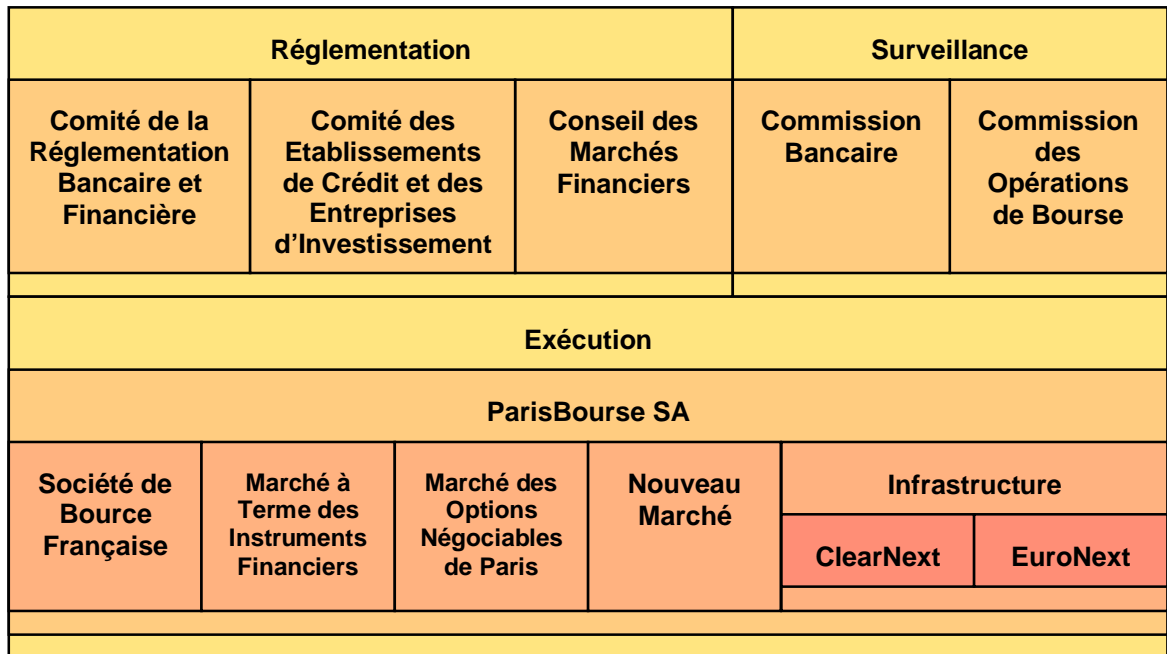 Réglementation
Surveillance
Comité de la
Réglementation
Bancaire et
Financière
Comité des
Etablissements
de Crédit et des
Entreprises
d’Investissement
Conseil des
Marchés
Financiers
Commission
Bancaire
Commission
des
Opérations
de Bourse
Exécution
ParisBourse SA
Société de
Bource
Française
Marché à
Terme des
Instruments
Financiers
Marché des
Options
Négociables
de Paris
Nouveau
Marché
Infrastructure
ClearNext
EuroNext